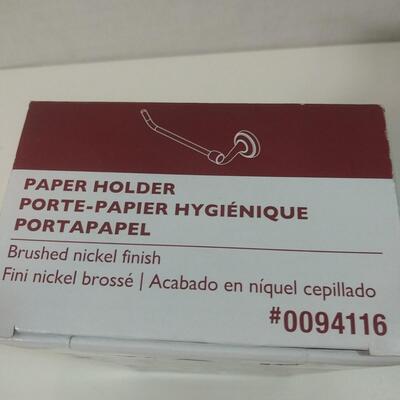 PAPER HOLDER
PORTE-PAPIER HYGIÉNIQUE
PORTAPAPEL
Brushed nickel finish
Fini nickel brossé | Acabado en níquel cepillado
#0094116